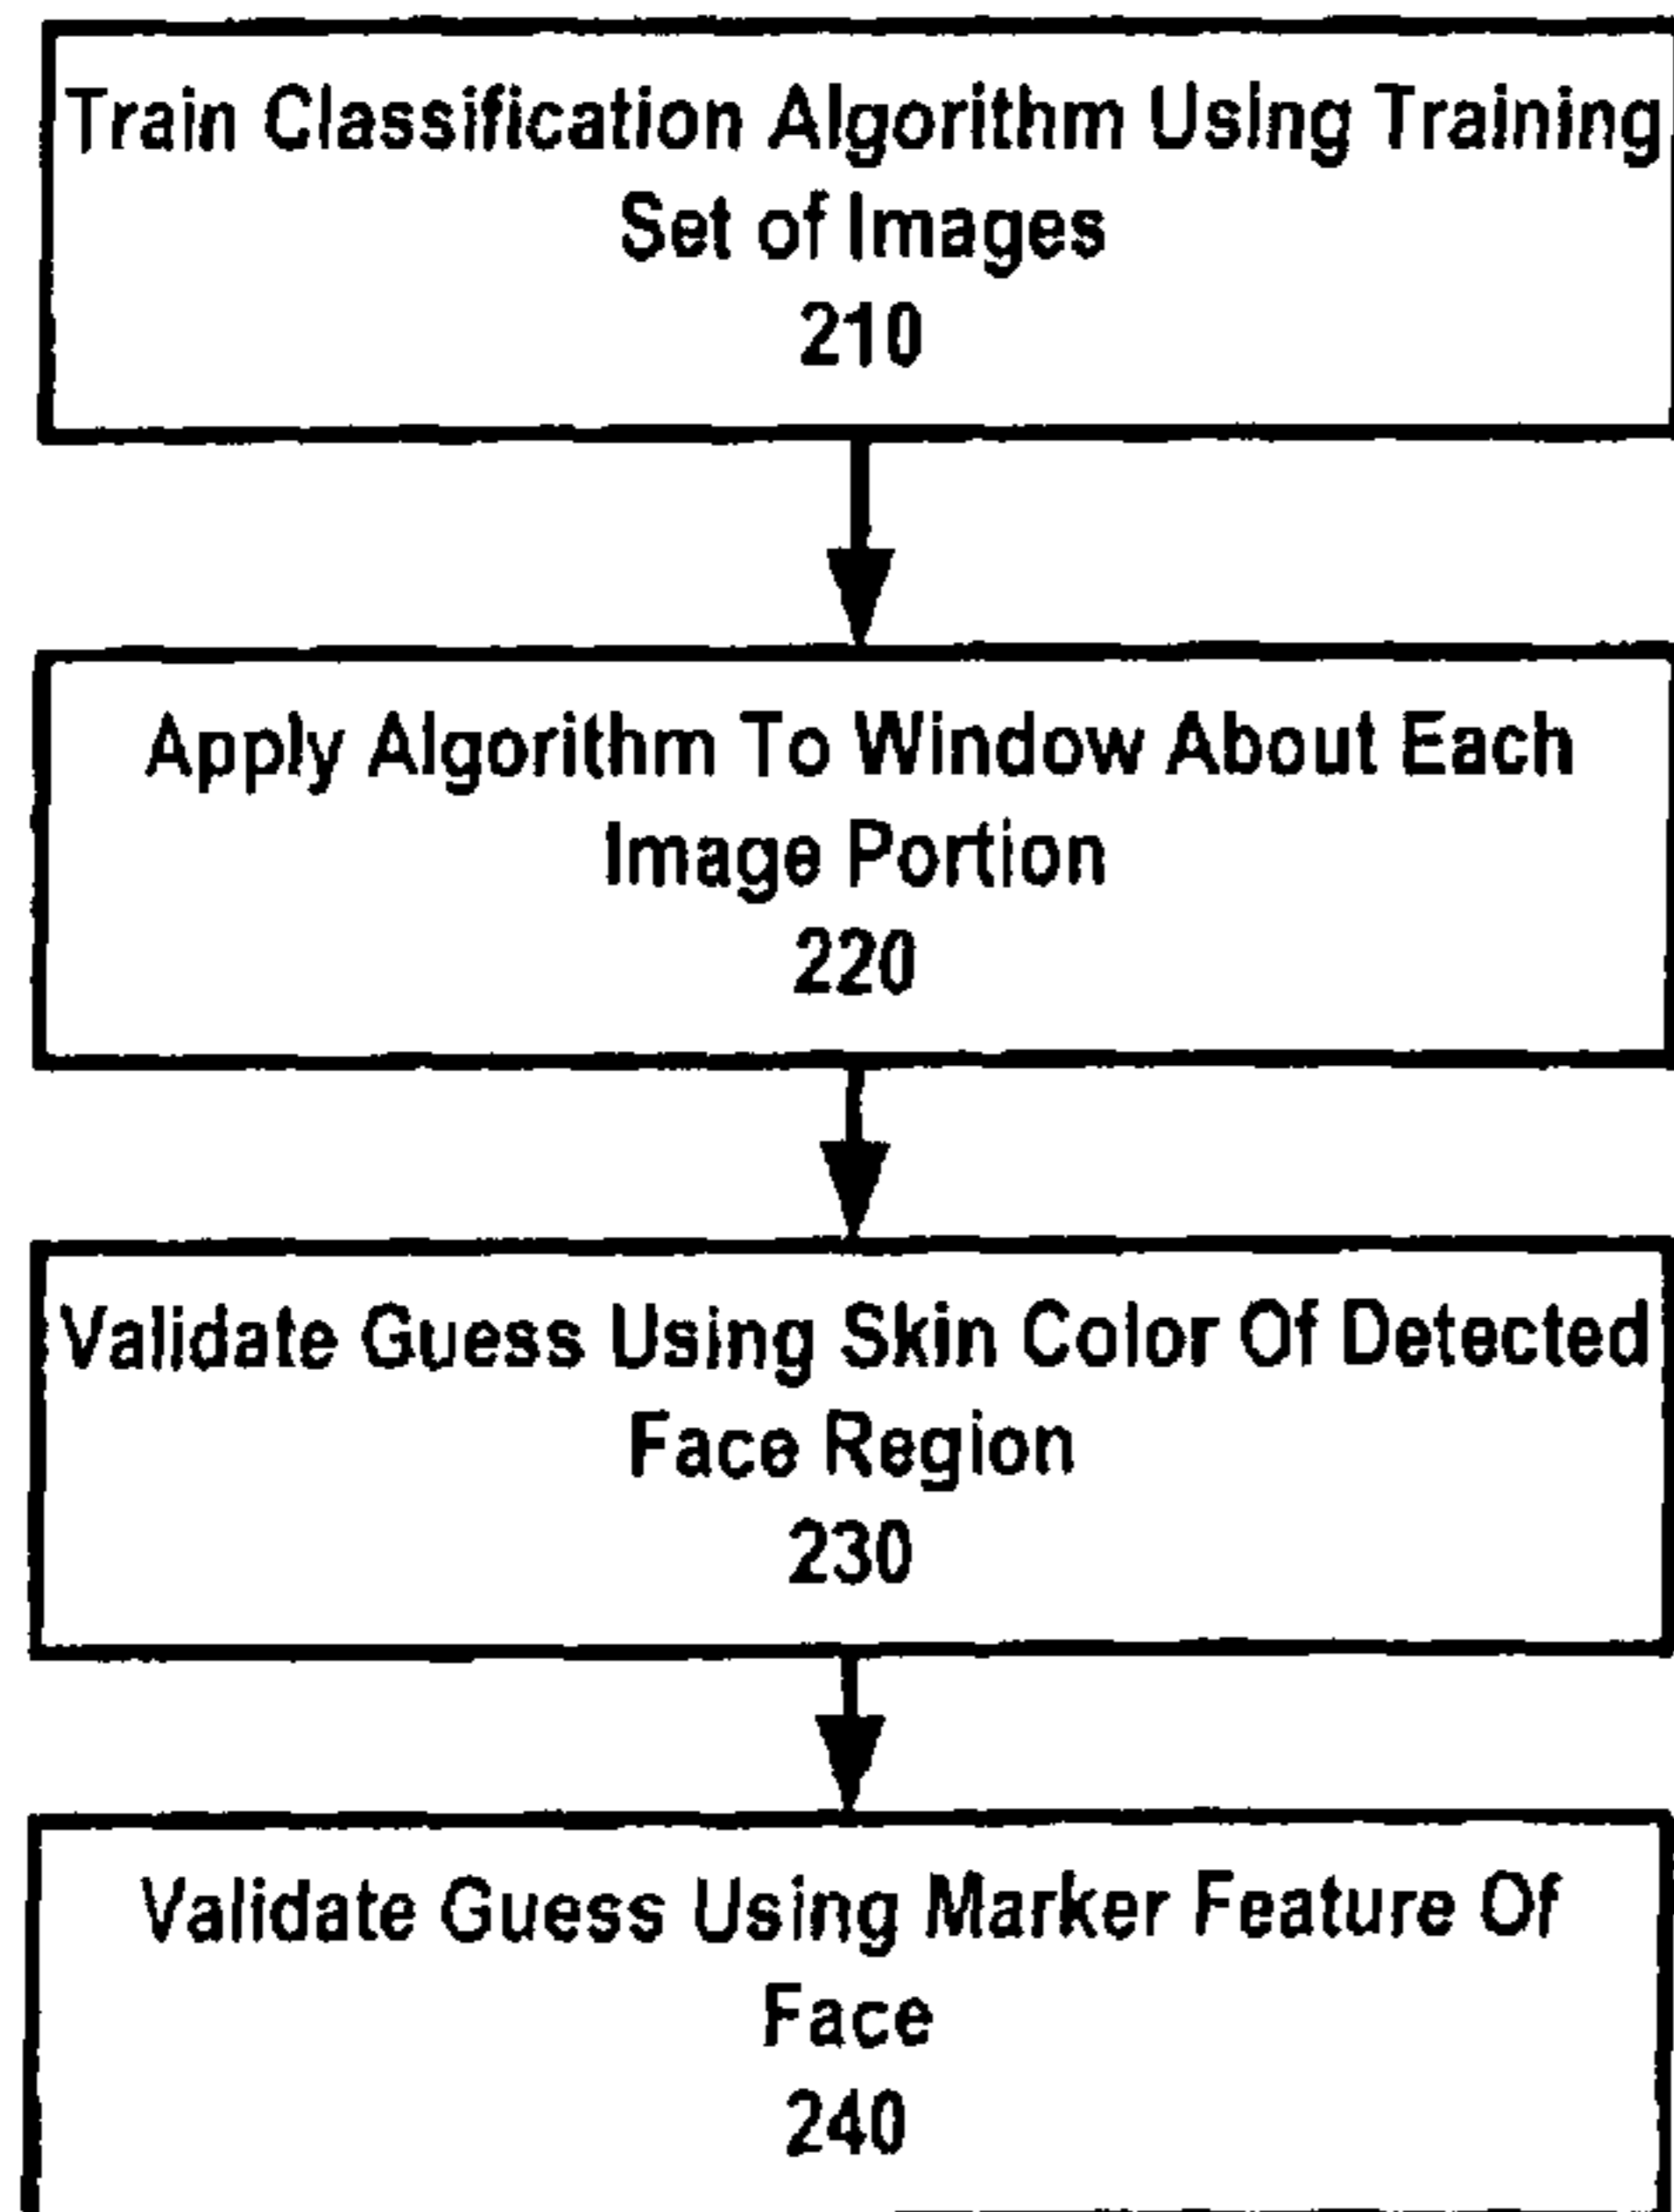 Train Classification Algorithm Using Training
Set of Images
210
Apply Algorithm To Window About Each
Image Portion
220
Validate Guess Using Skin Color Of Detected
Face Region
230
Validate Guess Using Marker Feature Of
Face
240